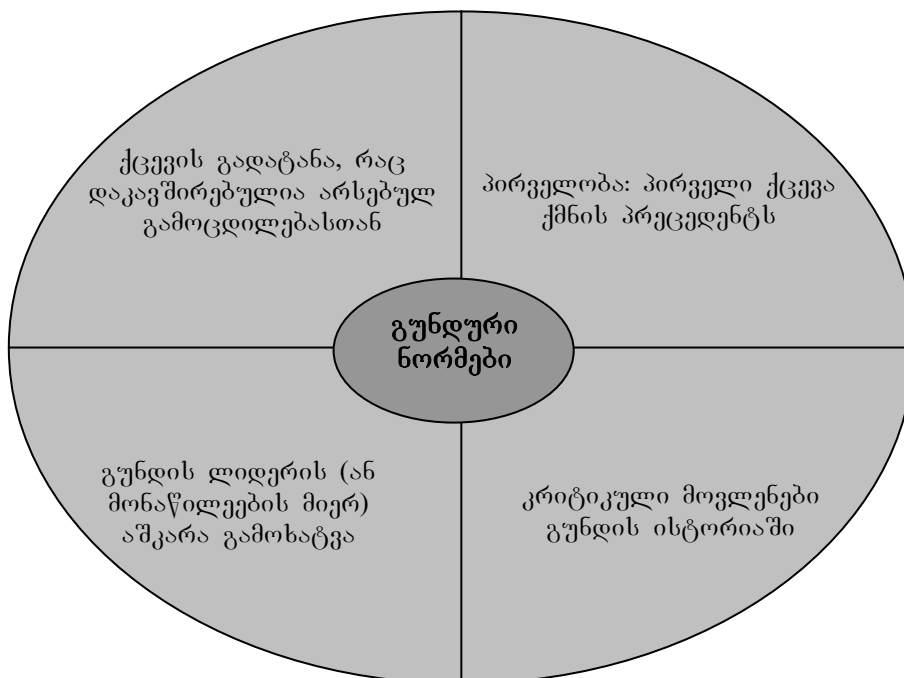 ქცევის გადატანა, რაც
დაკავშირებულია არსებულ
გამოცდილებასთან
პირველობა: პირველი ქცევა
ქმნის პრეცედენტს
გუნდური
ნორმები
გუნდის ლიდერის (ან
მონაწილეების მიერ)
აშკარა გამოხატვა
კრიტიკული მოვლენები
გუნდის ისტორიაში